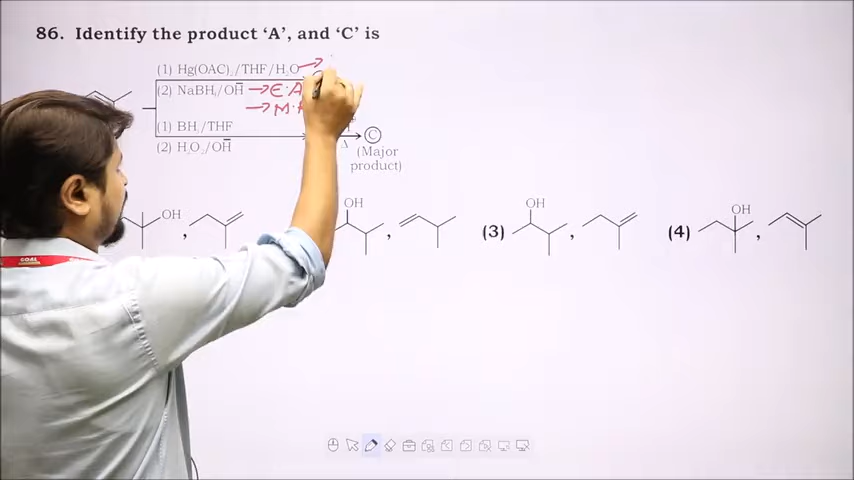 86. Identify the product ‘A’, and ‘C’ is
(1) Hg(OAC)₂/THF/H₂O →
(2) NaBH₄/OH̅ → E·A
→ M·
(1) BH₃/THF
(2) H₂O₂/OH̅
Δ
C
(Major
product)
OH ,
OH ,
(3) OH ,
(4) OH ,